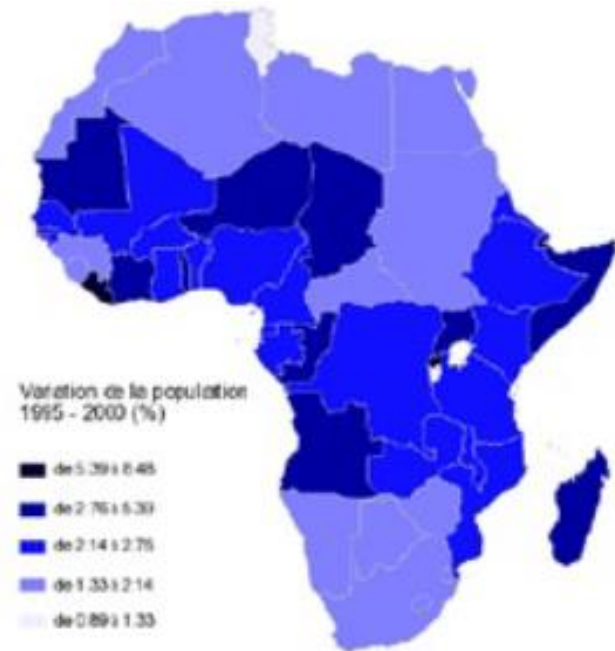 Variation de la population
1995 - 2000 (%)
de 5.39 à 8.48
de 2.76 à 5.39
de 2.14 à 2.76
de 1.33 à 2.14
de 0.89 à 1.33